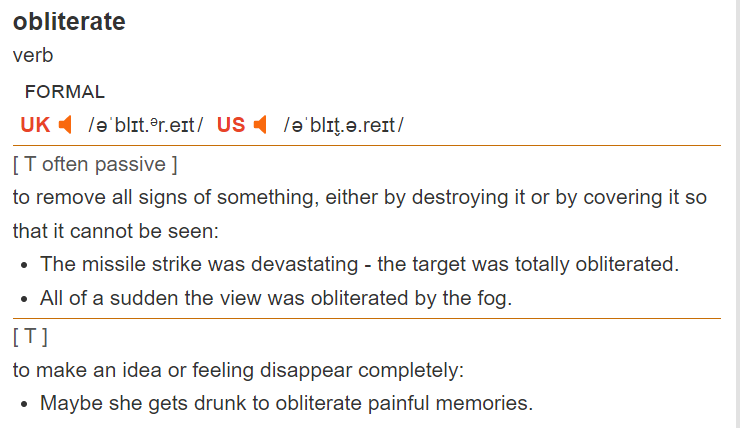 obliterate
verb
FORMAL
UK /əˈblɪt.ᵊr.eɪt/ US /əˈblɪt̬.ə.reɪt/
[ T often passive ]
to remove all signs of something, either by destroying it or by covering it so
that it cannot be seen:
• The missile strike was devastating - the target was totally obliterated.
• All of a sudden the view was obliterated by the fog.
[ T ]
to make an idea or feeling disappear completely:
• Maybe she gets drunk to obliterate painful memories.